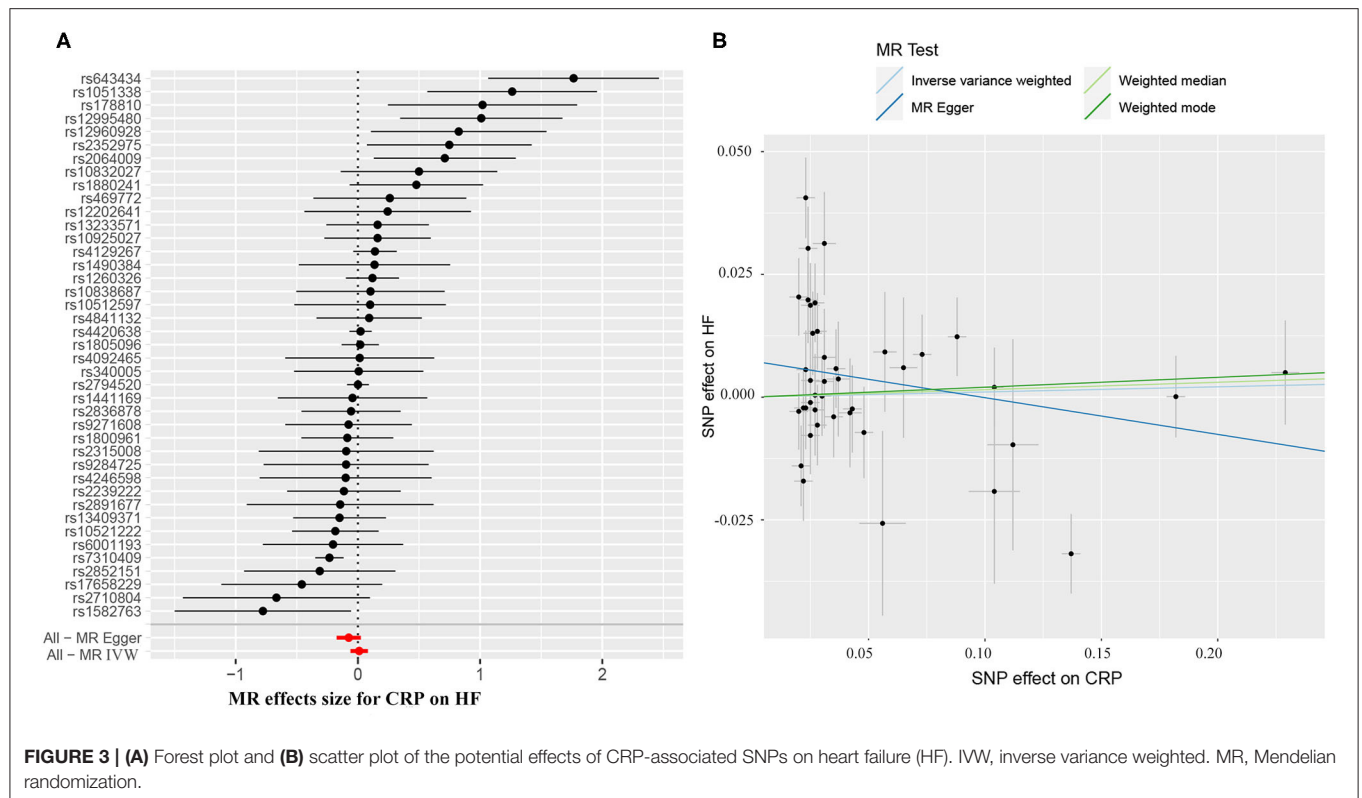 A
rs643434
rs1051338
rs178810
rs12995480
rs12960928
rs2352975
rs2064009
rs10832027
rs1880241
rs469772
rs12202641
rs13233571
rs10925027
rs4129267
rs1490384
rs1260326
rs10838687
rs10512597
rs4841132
rs4420638
rs1805096
rs4092465
rs340005
rs2794520
rs1441169
rs2836878
rs9271608
rs1800961
rs2315008
rs9284725
rs4246598
rs2239222
rs2891677
rs13409371
rs10521222
rs6001193
rs7310409
rs2852151
rs17658229
rs2710804
rs1582763
All – MR Egger
All – MR IVW
−1 0 1 2
MR effects size for CRP on HF
B
MR Test
Inverse variance weighted Weighted median
MR Egger Weighted mode
0.050
0.025
0.000
-0.025
SNP effect on HF
0.05 0.10 0.15 0.20
SNP effect on CRP
FIGURE 3 | (A) Forest plot and (B) scatter plot of the potential effects of CRP-associated SNPs on heart failure (HF). IVW, inverse variance weighted. MR, Mendelian
randomization.